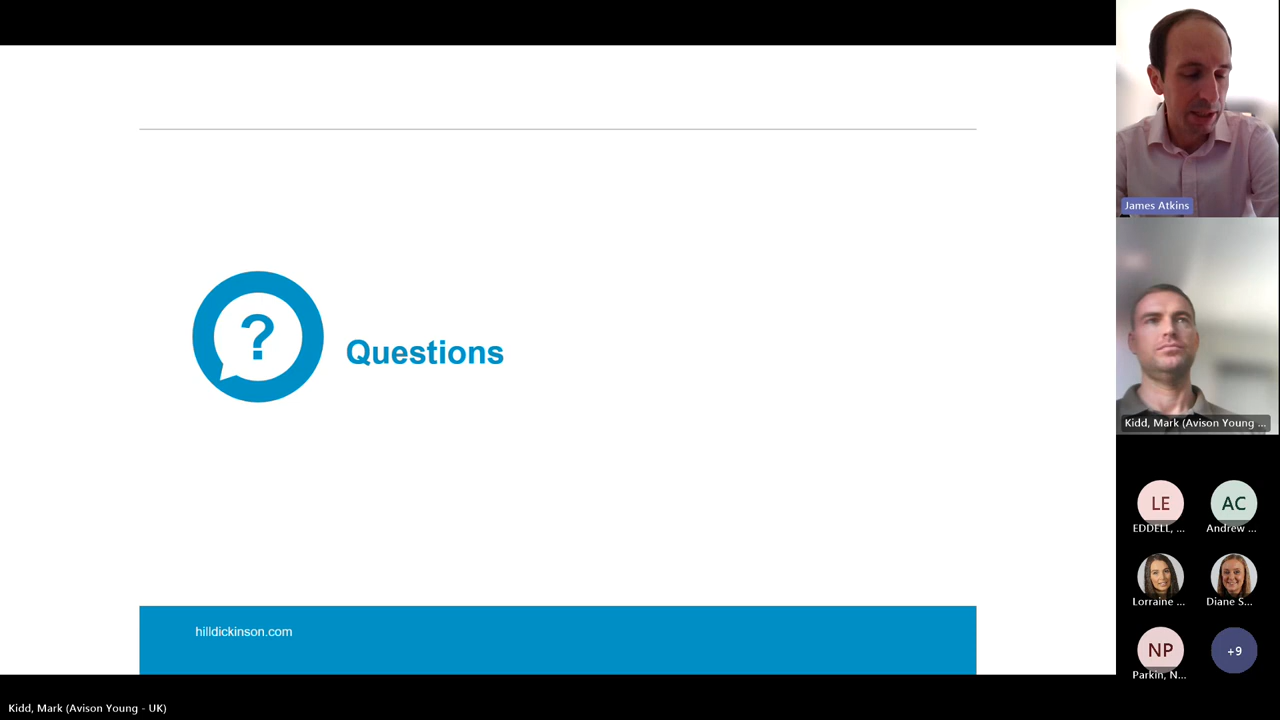 ?
Questions
hilldickinson.com
James Atkins
Kidd, Mark (Avison Young ...
LE
AC
EDDELL, ...
Andrew ...
Lorraine ...
Diane S...
NP
+9
Parkin, N...
Kidd, Mark (Avison Young - UK)